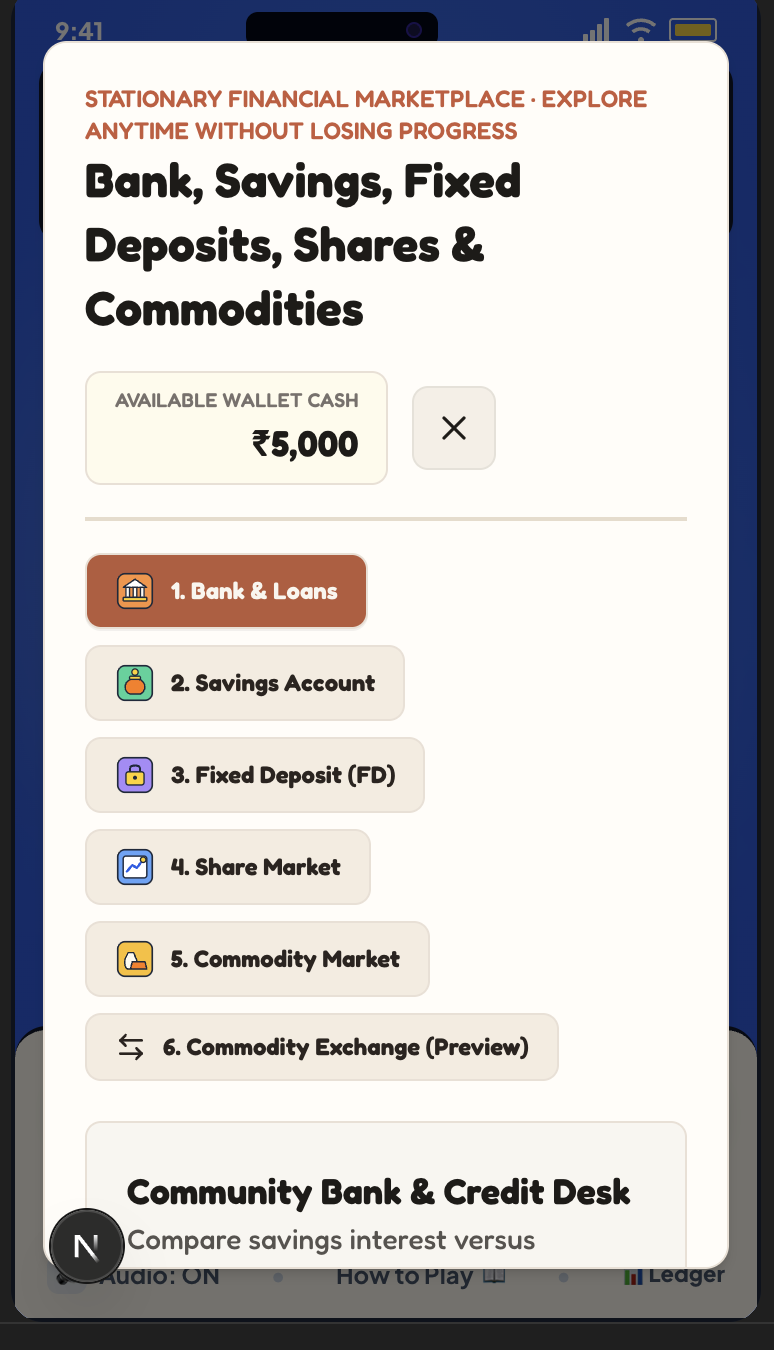 9:41
STATIONARY FINANCIAL MARKETPLACE · EXPLORE
ANYTIME WITHOUT LOSING PROGRESS
Bank, Savings, Fixed
Deposits, Shares &
Commodities
AVAILABLE WALLET CASH
₹5,000
1. Bank & Loans
2. Savings Account
3. Fixed Deposit (FD)
4. Share Market
5. Commodity Market
6. Commodity Exchange (Preview)
Community Bank & Credit Desk
Compare savings interest versus
N
Audio: ON • How to Play • Ledger